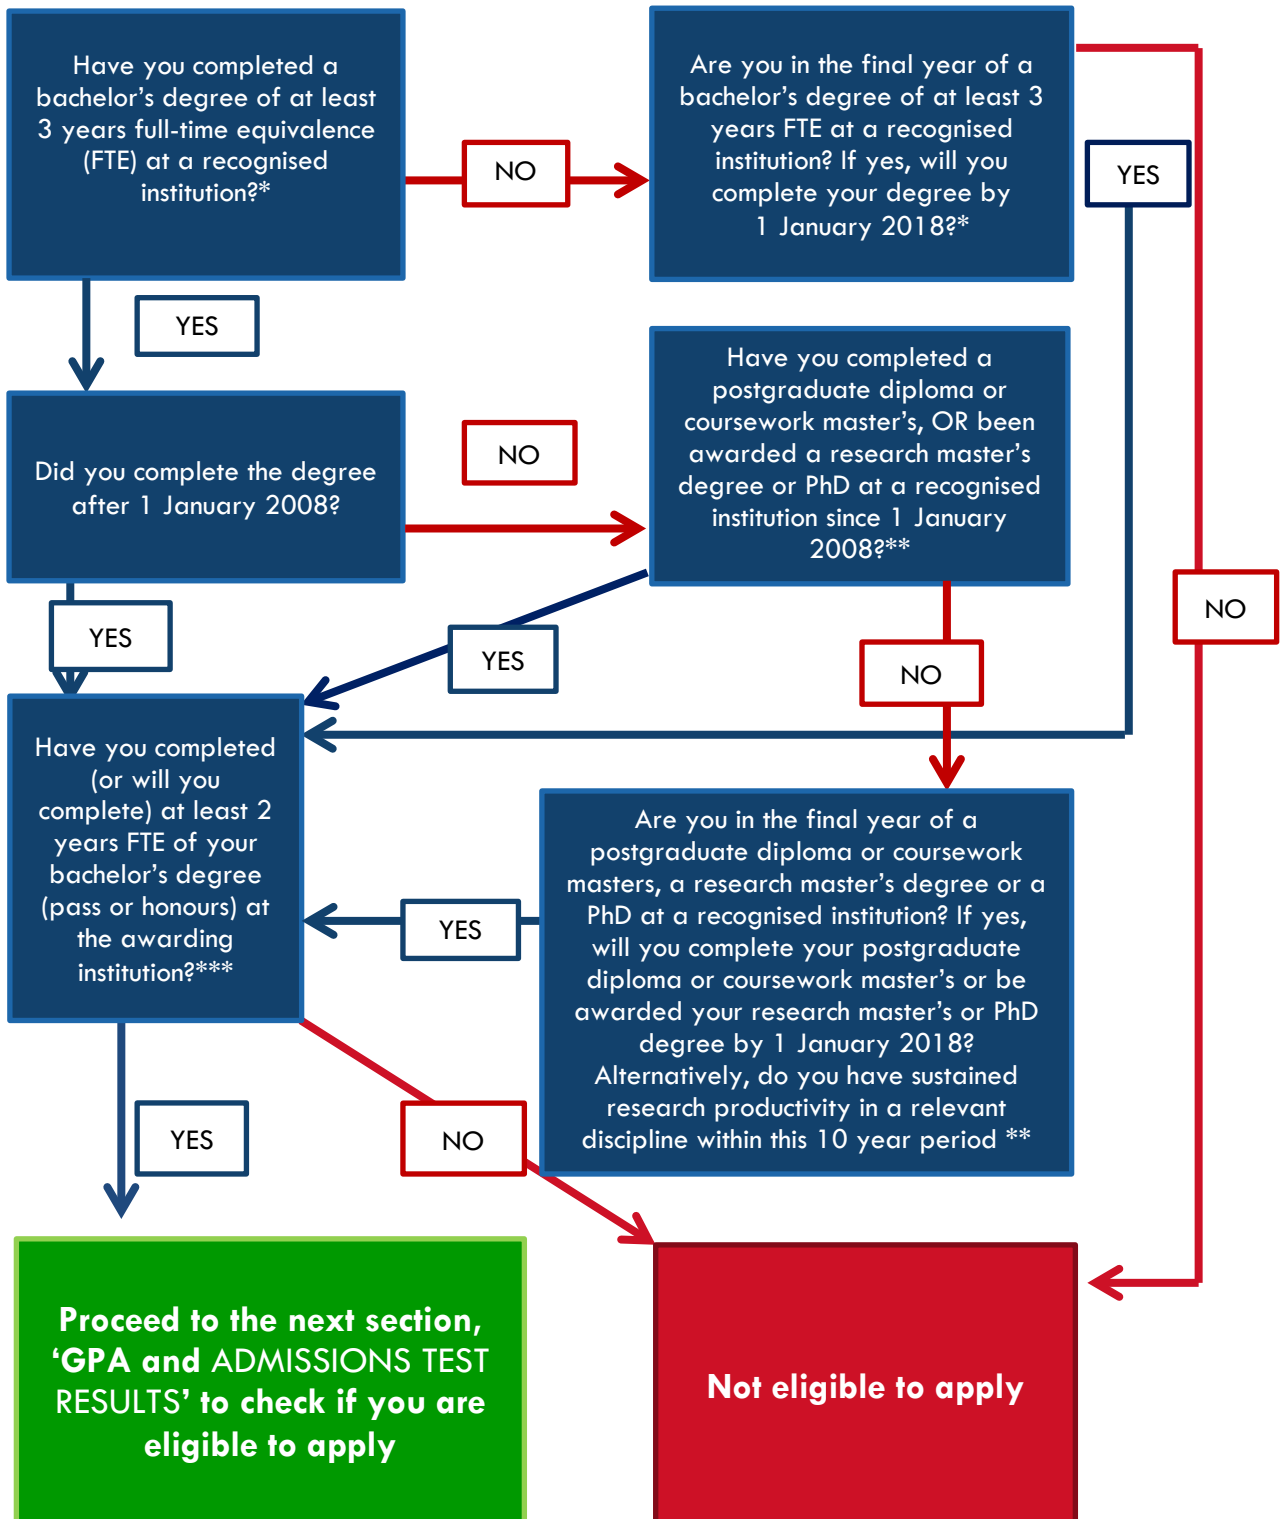 Have you completed a
bachelor’s degree of at least
3 years full-time equivalence
(FTE) at a recognised
institution?*
NO
Are you in the final year of a
bachelor’s degree of at least 3
years FTE at a recognised
institution? If yes, will you
complete your degree by
1 January 2018?*
YES
YES
Did you complete the degree
after 1 January 2008?
NO
Have you completed a
postgraduate diploma or
coursework master’s, OR been
awarded a research master’s
degree or PhD at a recognised
institution since 1 January
2008?**
NO
YES
YES
NO
Have you completed
(or will you
complete) at least 2
years FTE of your
bachelor’s degree
(pass or honours) at
the awarding
institution?***
YES
Are you in the final year of a
postgraduate diploma or coursework
masters, a research master’s degree or a
PhD at a recognised institution? If yes,
will you complete your postgraduate
diploma or coursework master’s or be
awarded your research master’s or PhD
degree by 1 January 2018?
Alternatively, do you have sustained
research productivity in a relevant
discipline within this 10 year period **
YES
NO
Proceed to the next section,
‘GPA and ADMISSIONS TEST
RESULTS’ to check if you are
eligible to apply
Not eligible to apply